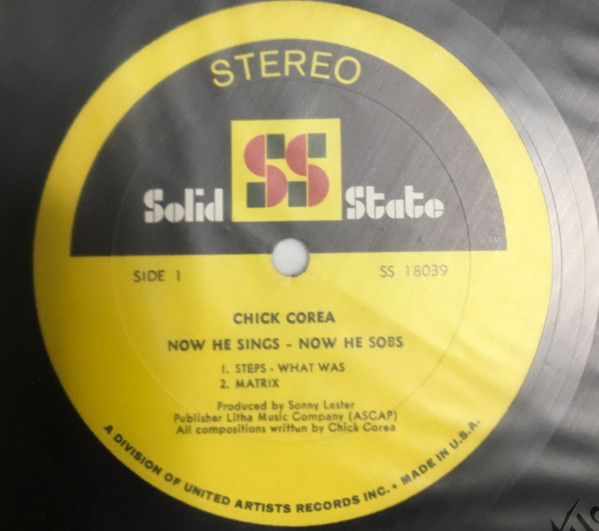 STEREO
SS
Solid State
TM
SIDE 1
SS 18039
CHICK COREA
NOW HE SINGS - NOW HE SOBS
1. STEPS - WHAT WAS
2. MATRIX
Produced by Sonny Lester
Publisher Litha Music Company (ASCAP)
All compositions written by Chick Corea
A DIVISION OF UNITED ARTISTS RECORDS INC. • MADE IN U.S.A.